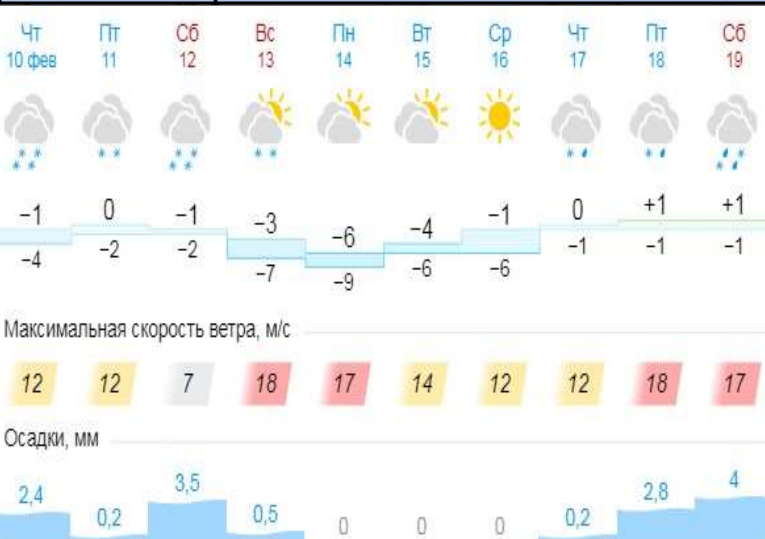 Чт Пт Сб Вс Пн Вт Ср Чт Пт Сб
10 фев 11 12 13 14 15 16 17 18 19
−1 0 −1 −3 −6 −4 −1 0 +1 +1
−4 −2 −2 −7 −9 −6 −6 −1 −1 −1
Максимальная скорость ветра, м/с
12 12 7 18 17 14 12 12 18 17
Осадки, мм
2,4 0,2 3,5 0,5 0 0 0 0,2 2,8 4